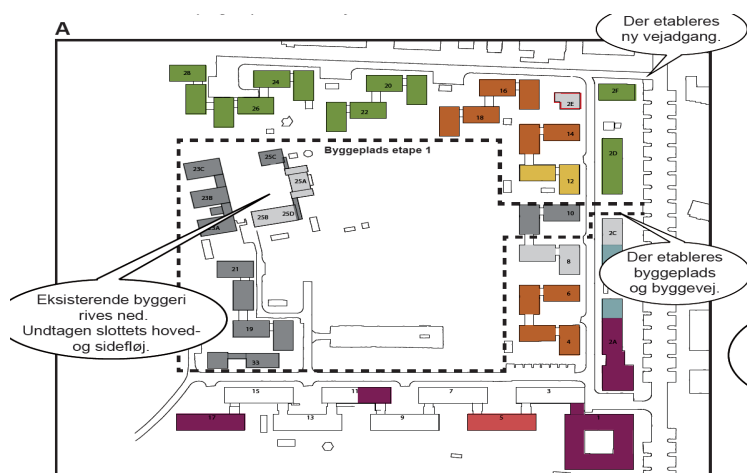 A
Der etableres
ny vejadgang.
28
24
26
20
22
16
18
2E
14
2F
2D
12
Byggeplads etape 1
25C
23C
25A
23B
25B
25D
23A
10
2C
8
Der etableres
byggeplads
og byggevej.
21
6
Eksisterende byggeri
rives ned.
Undtagen slottets hoved-
og sidefløj.
19
4
2A
33
15
11
7
3
17
13
9
5
1